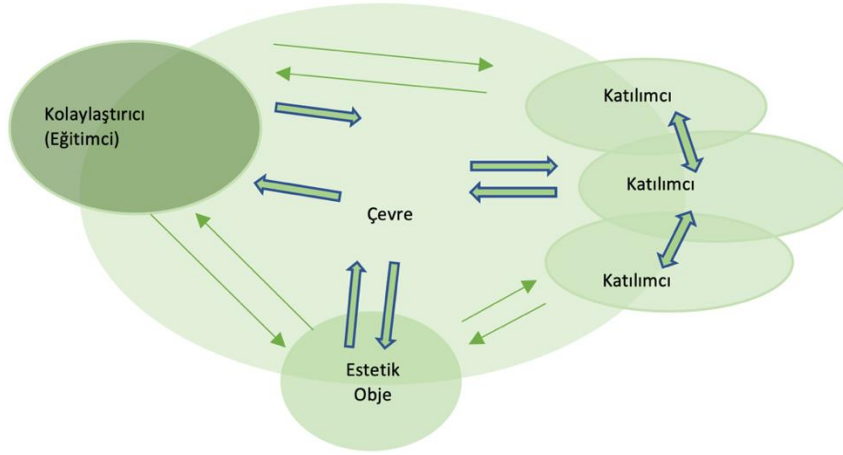 Kolaylaştırıcı
(Eğitimci)
Katılımcı
Katılımcı
Çevre
Katılımcı
Estetik
Obje